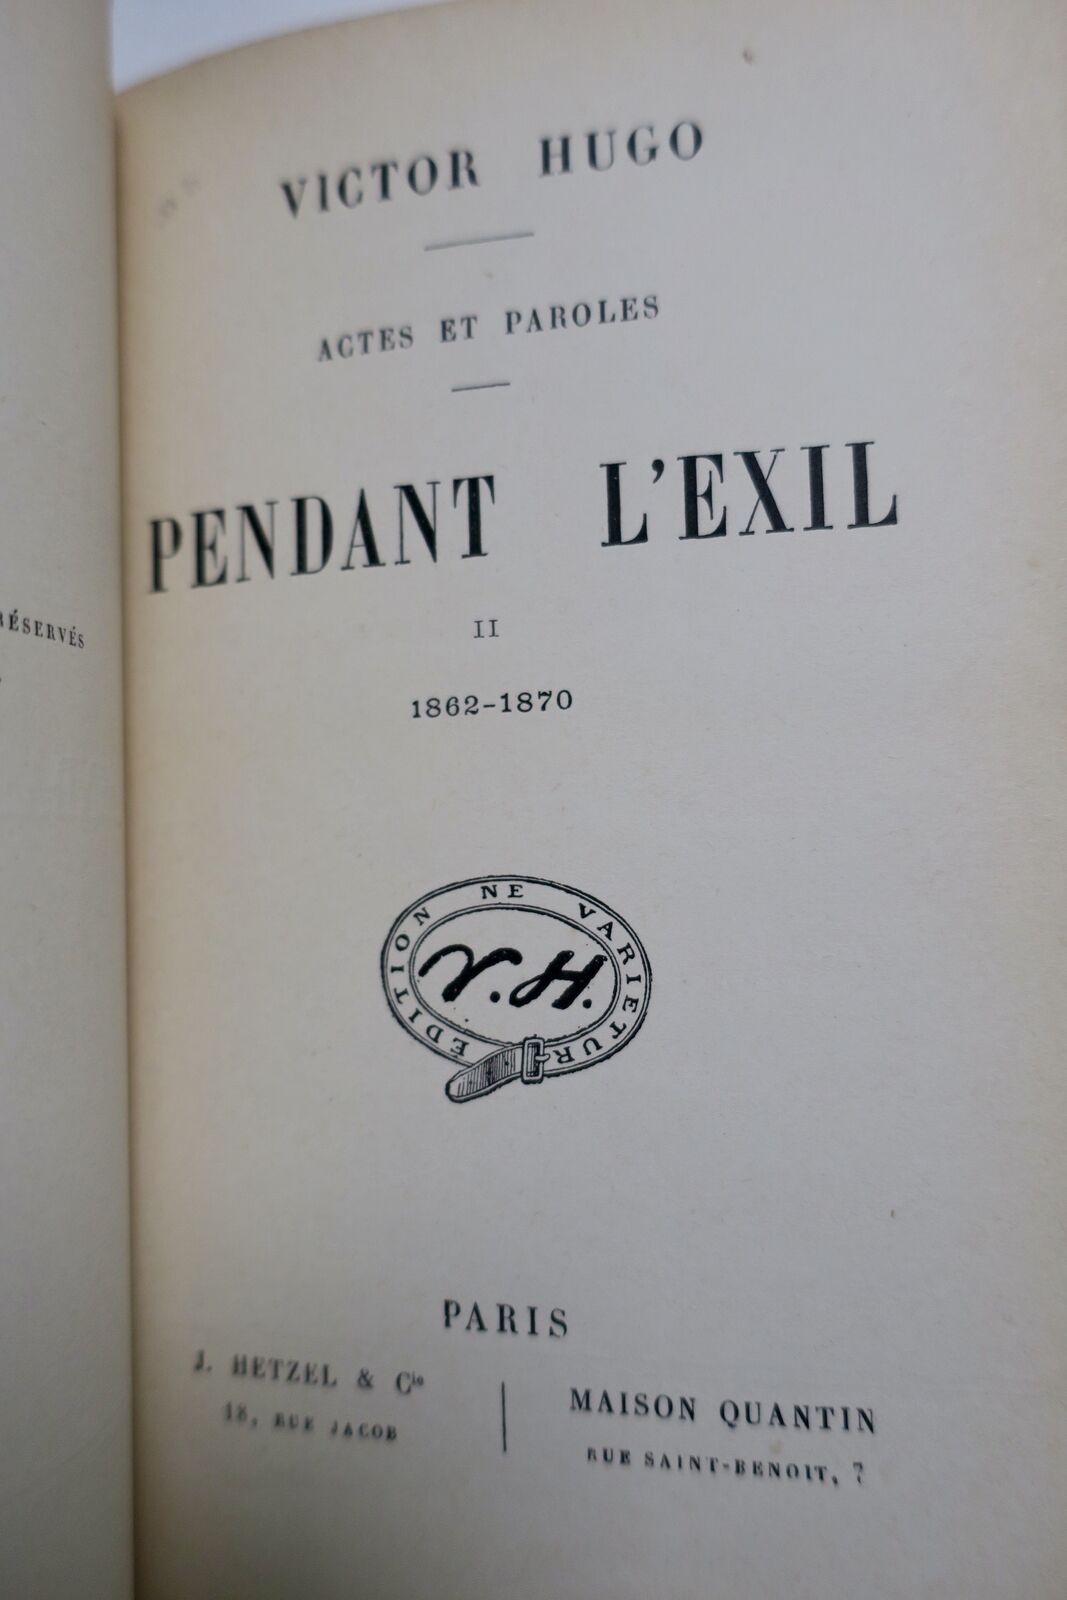 RÉSERVÉS
VICTOR HUGO
ACTES ET PAROLES
PENDANT L'EXIL
II
1862-1870
EDITION NE VARIETUR
V.H.
PARIS
J. HETZEL & Cie
18, RUE JACOB
MAISON QUANTIN
RUE SAINT-BENOIT, 7